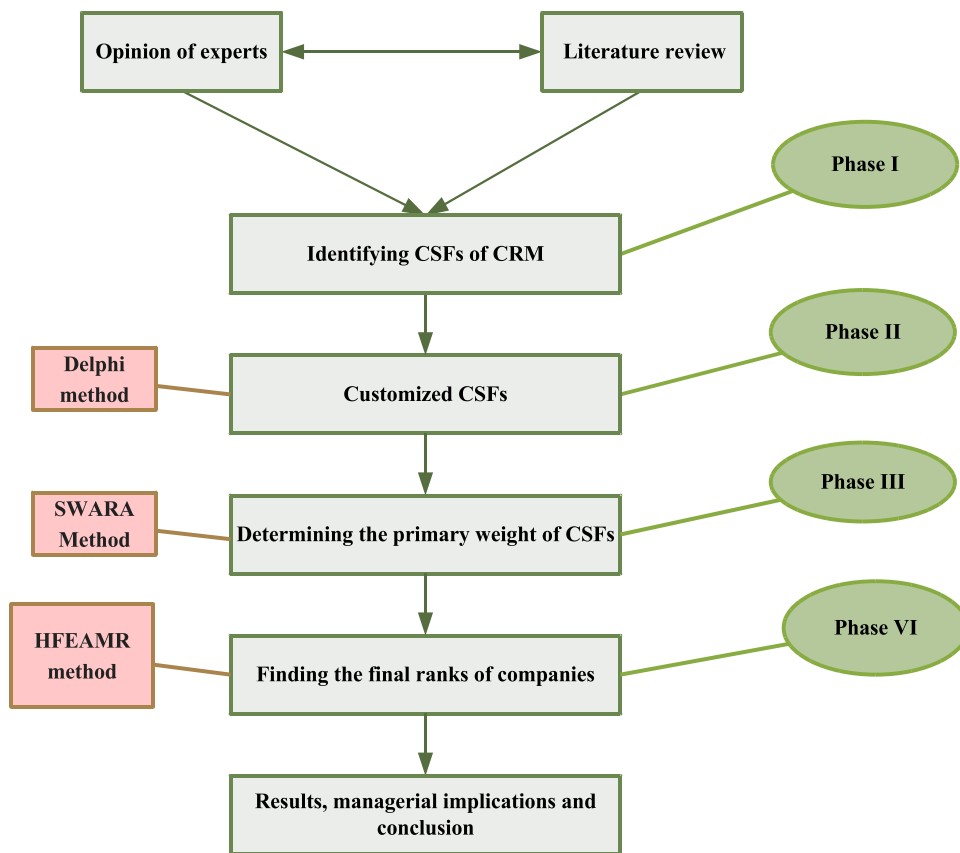 Opinion of experts
Literature review
Phase I
Identifying CSFs of CRM
Phase II
Delphi
method
Customized CSFs
Phase III
SWARA
Method
Determining the primary weight of CSFs
Phase VI
HFEAMR
method
Finding the final ranks of companies
Results, managerial implications and
conclusion